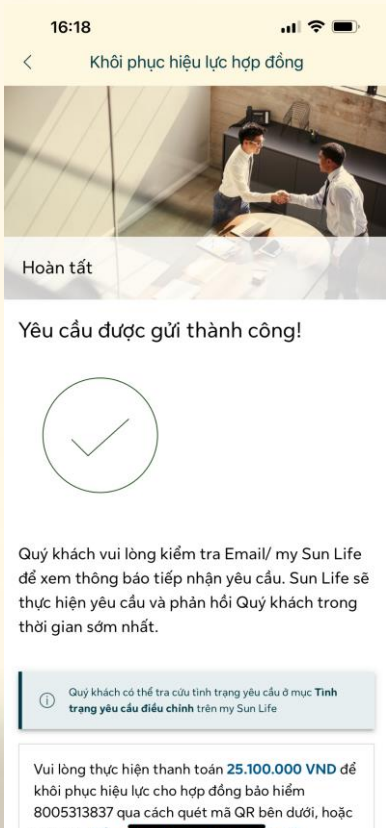 16:18
Khôi phục hiệu lực hợp đồng
Hoàn tất
Yêu cầu được gửi thành công!
Quý khách vui lòng kiểm tra Email/ my Sun Life
để xem thông báo tiếp nhận yêu cầu. Sun Life sẽ
thực hiện yêu cầu và phản hồi Quý khách trong
thời gian sớm nhất.
Quý khách có thể tra cứu tình trạng yêu cầu ở mục Tình
trạng yêu cầu điều chỉnh trên my Sun Life
Vui lòng thực hiện thanh toán 25.100.000 VND để
khôi phục hiệu lực cho hợp đồng bảo hiểm
8005313837 qua cách quét mã QR bên dưới, hoặc